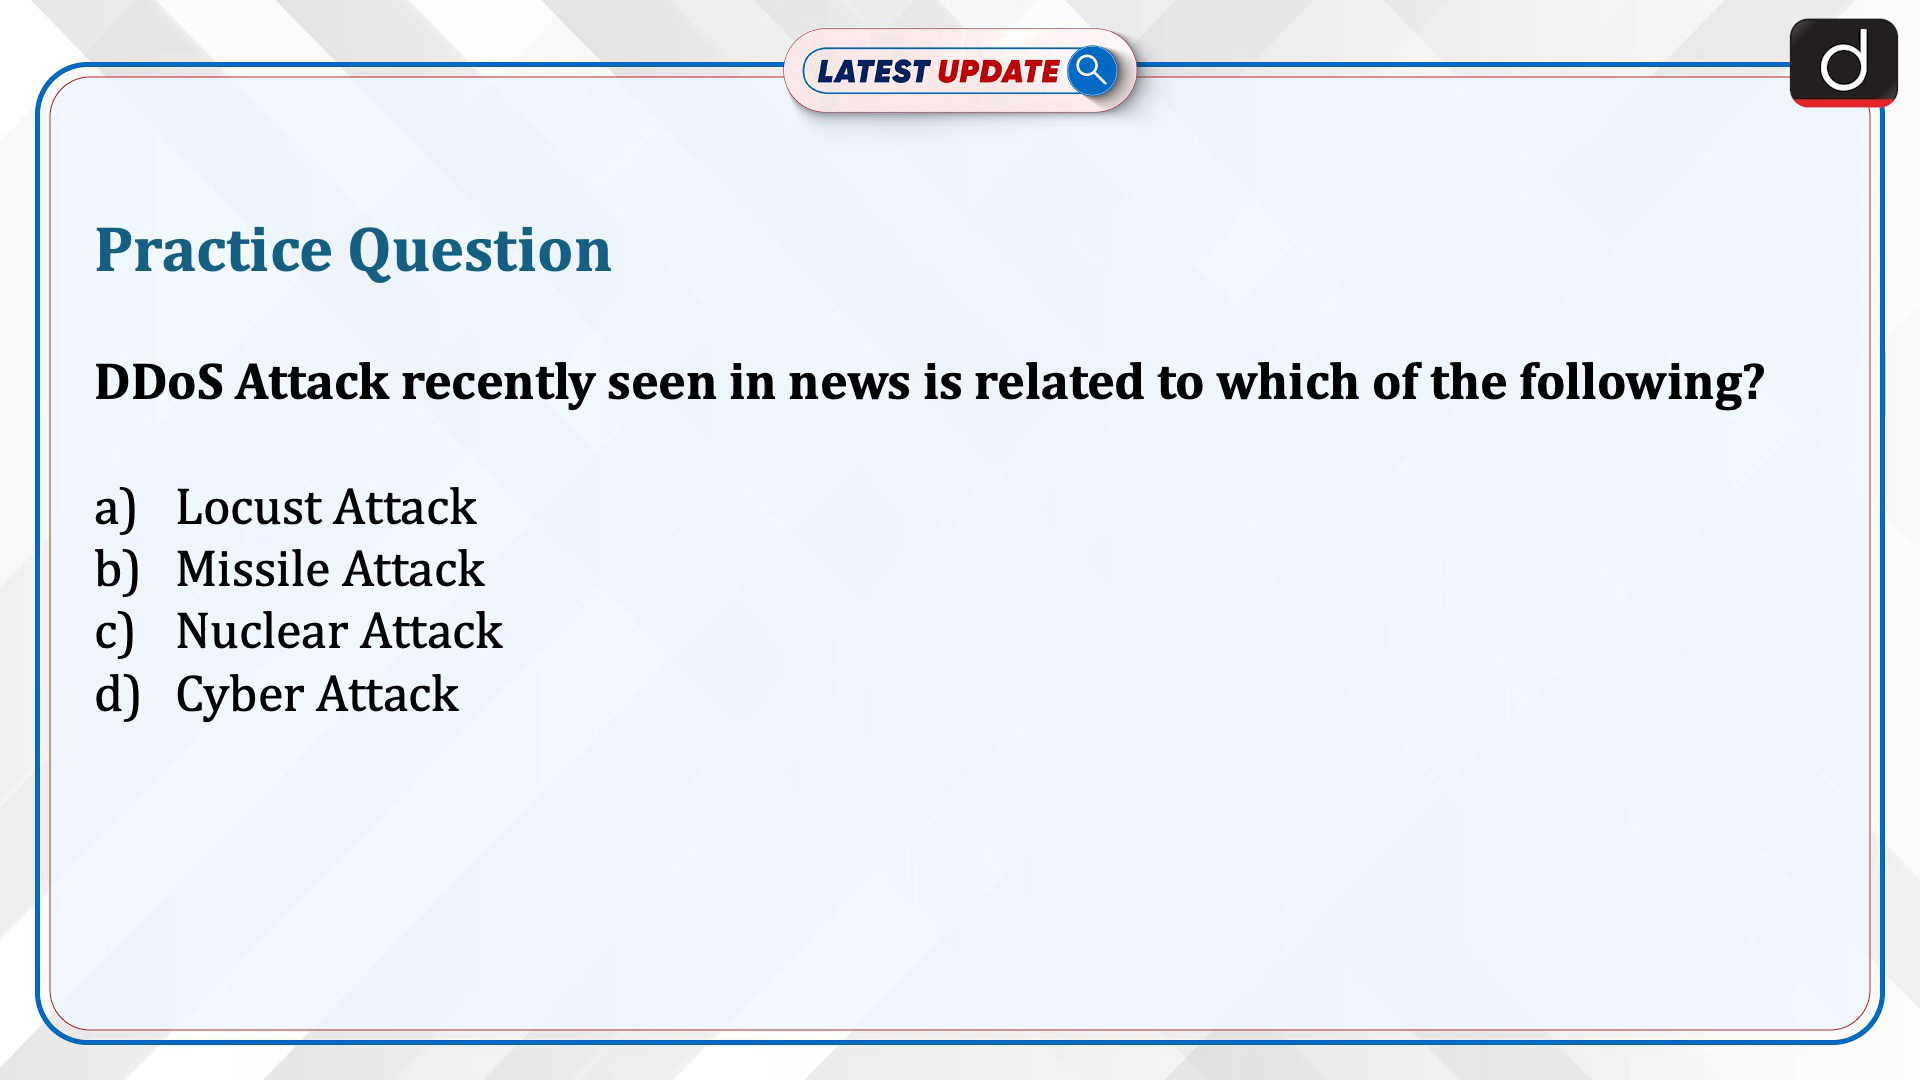 LATEST UPDATE
d
Practice Question
DDoS Attack recently seen in news is related to which of the following?
a) Locust Attack
b) Missile Attack
c) Nuclear Attack
d) Cyber Attack